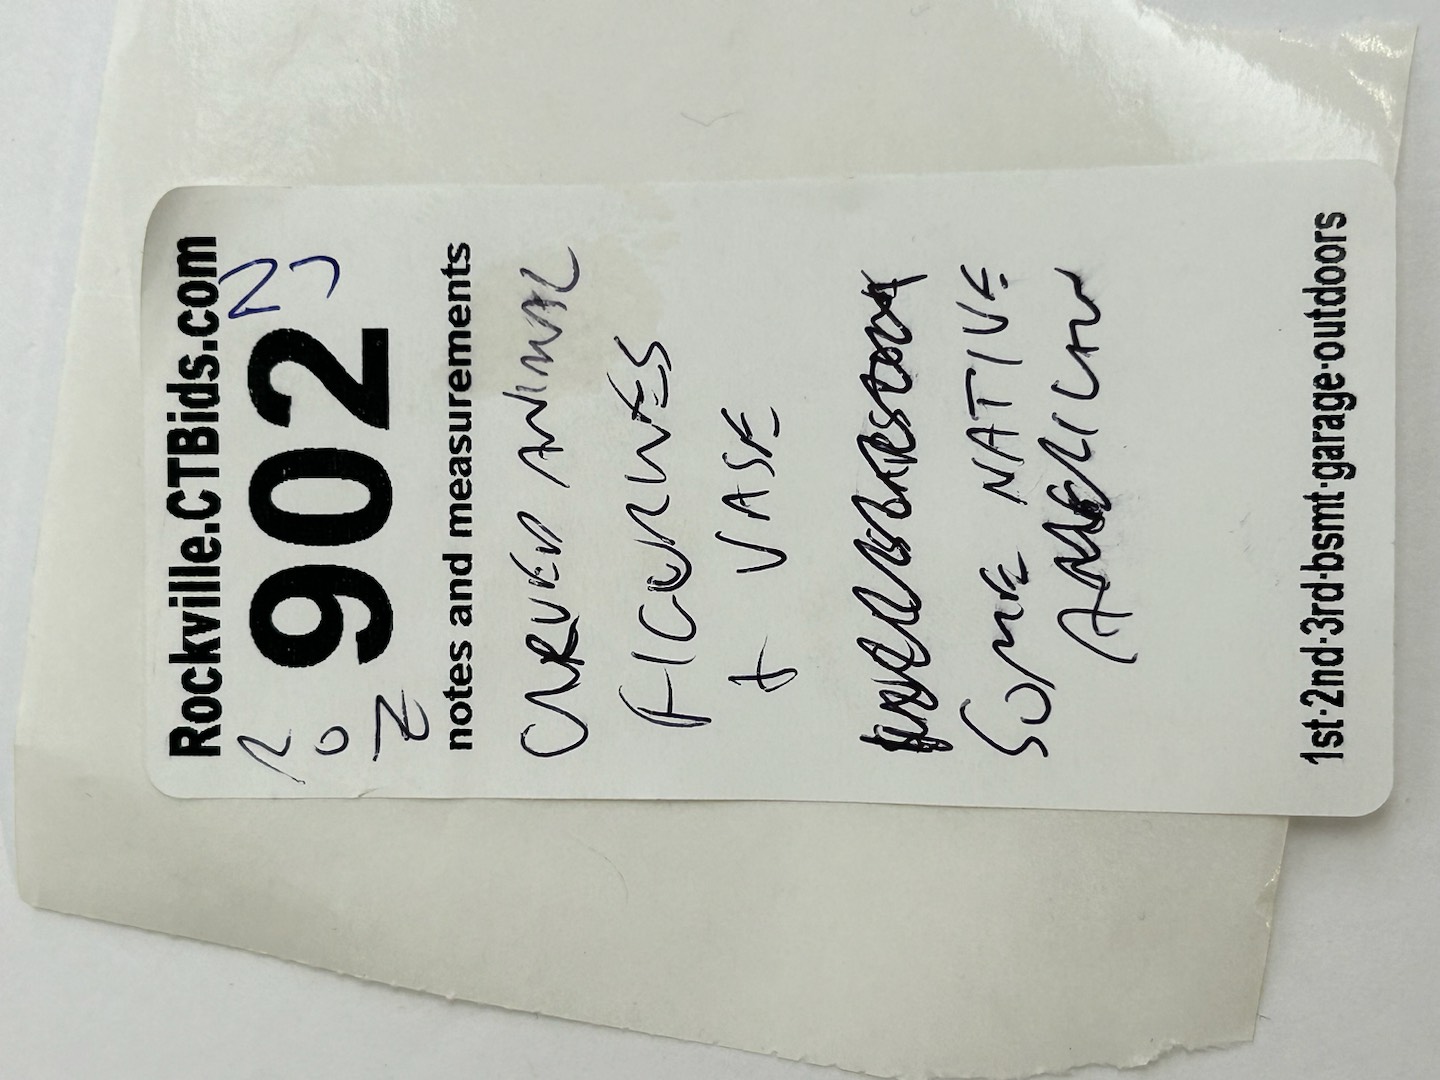 Rockville.CTBids.com
902
notes and measurements
CARVED ANIMAL
FIGURINES
+ VASE
SOME NATIVE
AMERICAN
1st·2nd·3rd·bsmt·garage·outdoors